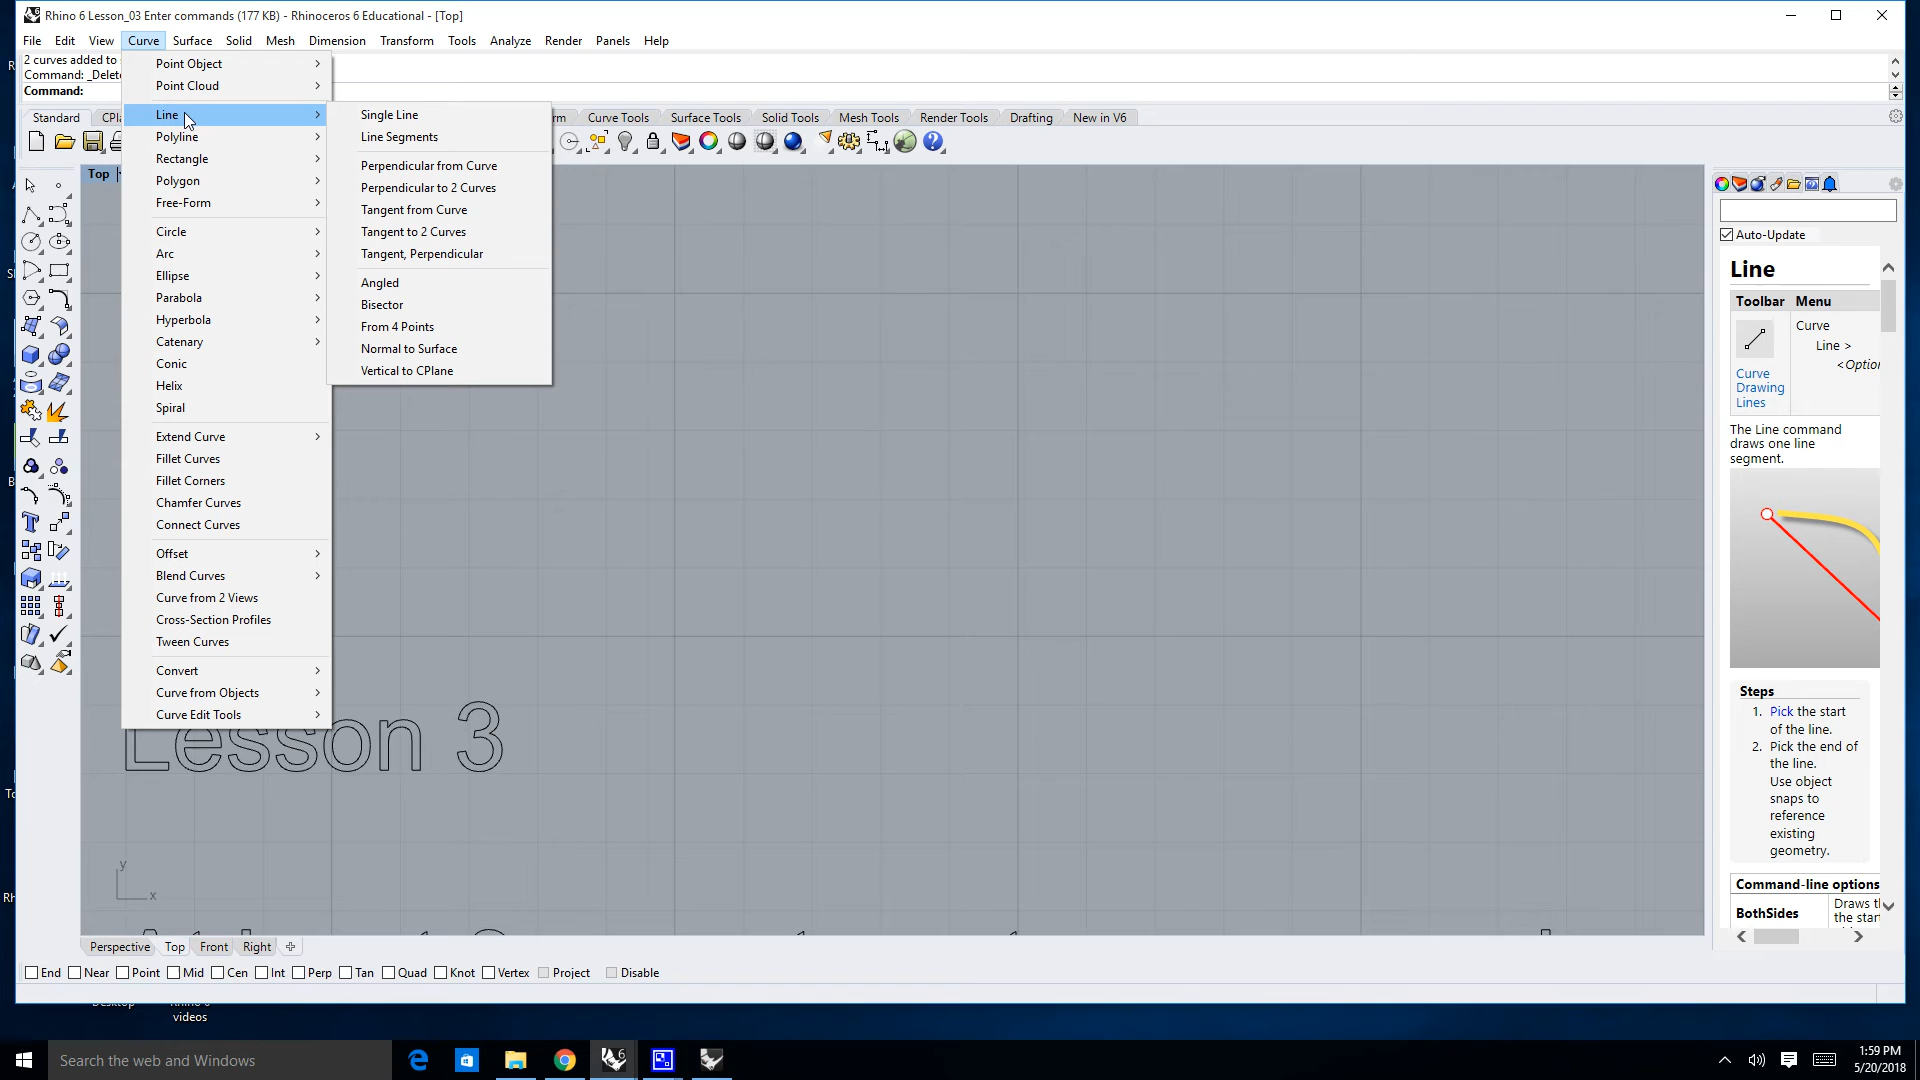 Rhino 6 Lesson_03 Enter commands (177 KB) - Rhinoceros 6 Educational - [Top]
File Edit View Curve Surface Solid Mesh Dimension Transform Tools Analyze Render Panels Help
2 curves added to
Command: _Delete
Command:
Standard Curve Tools Surface Tools Solid Tools Mesh Tools Render Tools Drafting New in V6
Top
Point Object
Point Cloud
Line
Polyline
Rectangle
Polygon
Free-Form
Circle
Arc
Ellipse
Parabola
Hyperbola
Catenary
Conic
Helix
Spiral
Extend Curve
Fillet Curves
Fillet Corners
Chamfer Curves
Connect Curves
Offset
Blend Curves
Curve from 2 Views
Cross-Section Profiles
Tween Curves
Convert
Curve from Objects
Curve Edit Tools
Single Line
Line Segments
Perpendicular from Curve
Perpendicular to 2 Curves
Tangent from Curve
Tangent to 2 Curves
Tangent, Perpendicular
Angled
Bisector
From 4 Points
Normal to Surface
Vertical to CPlane
Lesson 3
y
x
Auto-Update
Line
Toolbar Menu
Curve
Line >
<Option
Curve
Drawing
Lines
The Line command
draws one line
segment.
Steps
1. Pick the start
of the line.
2. Pick the end of
the line.
Use object
snaps to
reference
existing
geometry.
Command-line options
BothSides
Draws th
the start
Perspective Top Front Right
End Near Point Mid Cen Int Perp Tan Quad Knot Vertex Project Disable
Desktop
Rhino 6
videos
Search the web and Windows
1:59 PM
5/20/2018